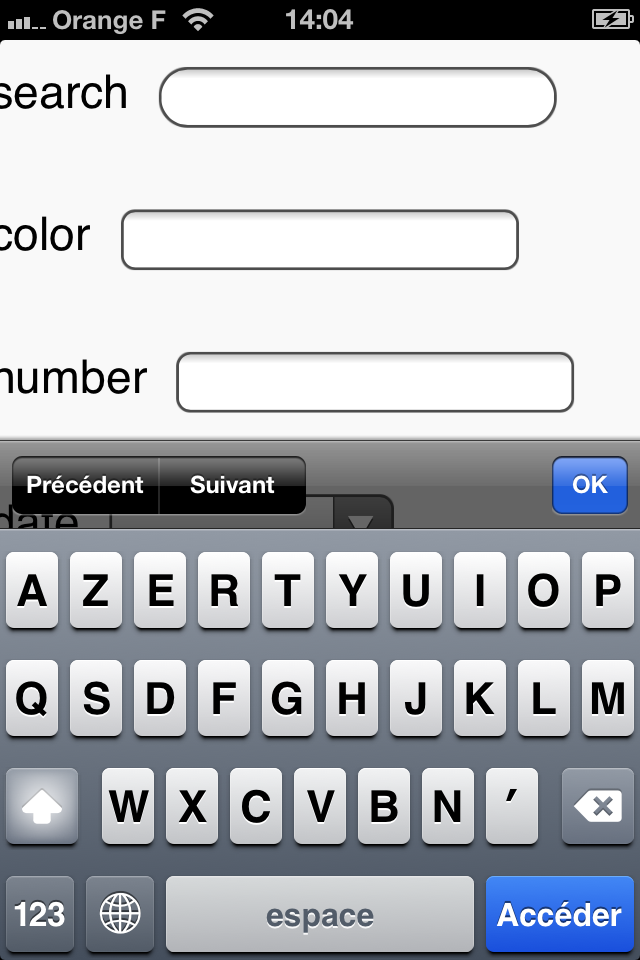 Orange F 14:04
search
color
number
Précédent Suivant OK
date
A Z E R T Y U I O P
Q S D F G H J K L M
W X C V B N ′
123 espace Accéder